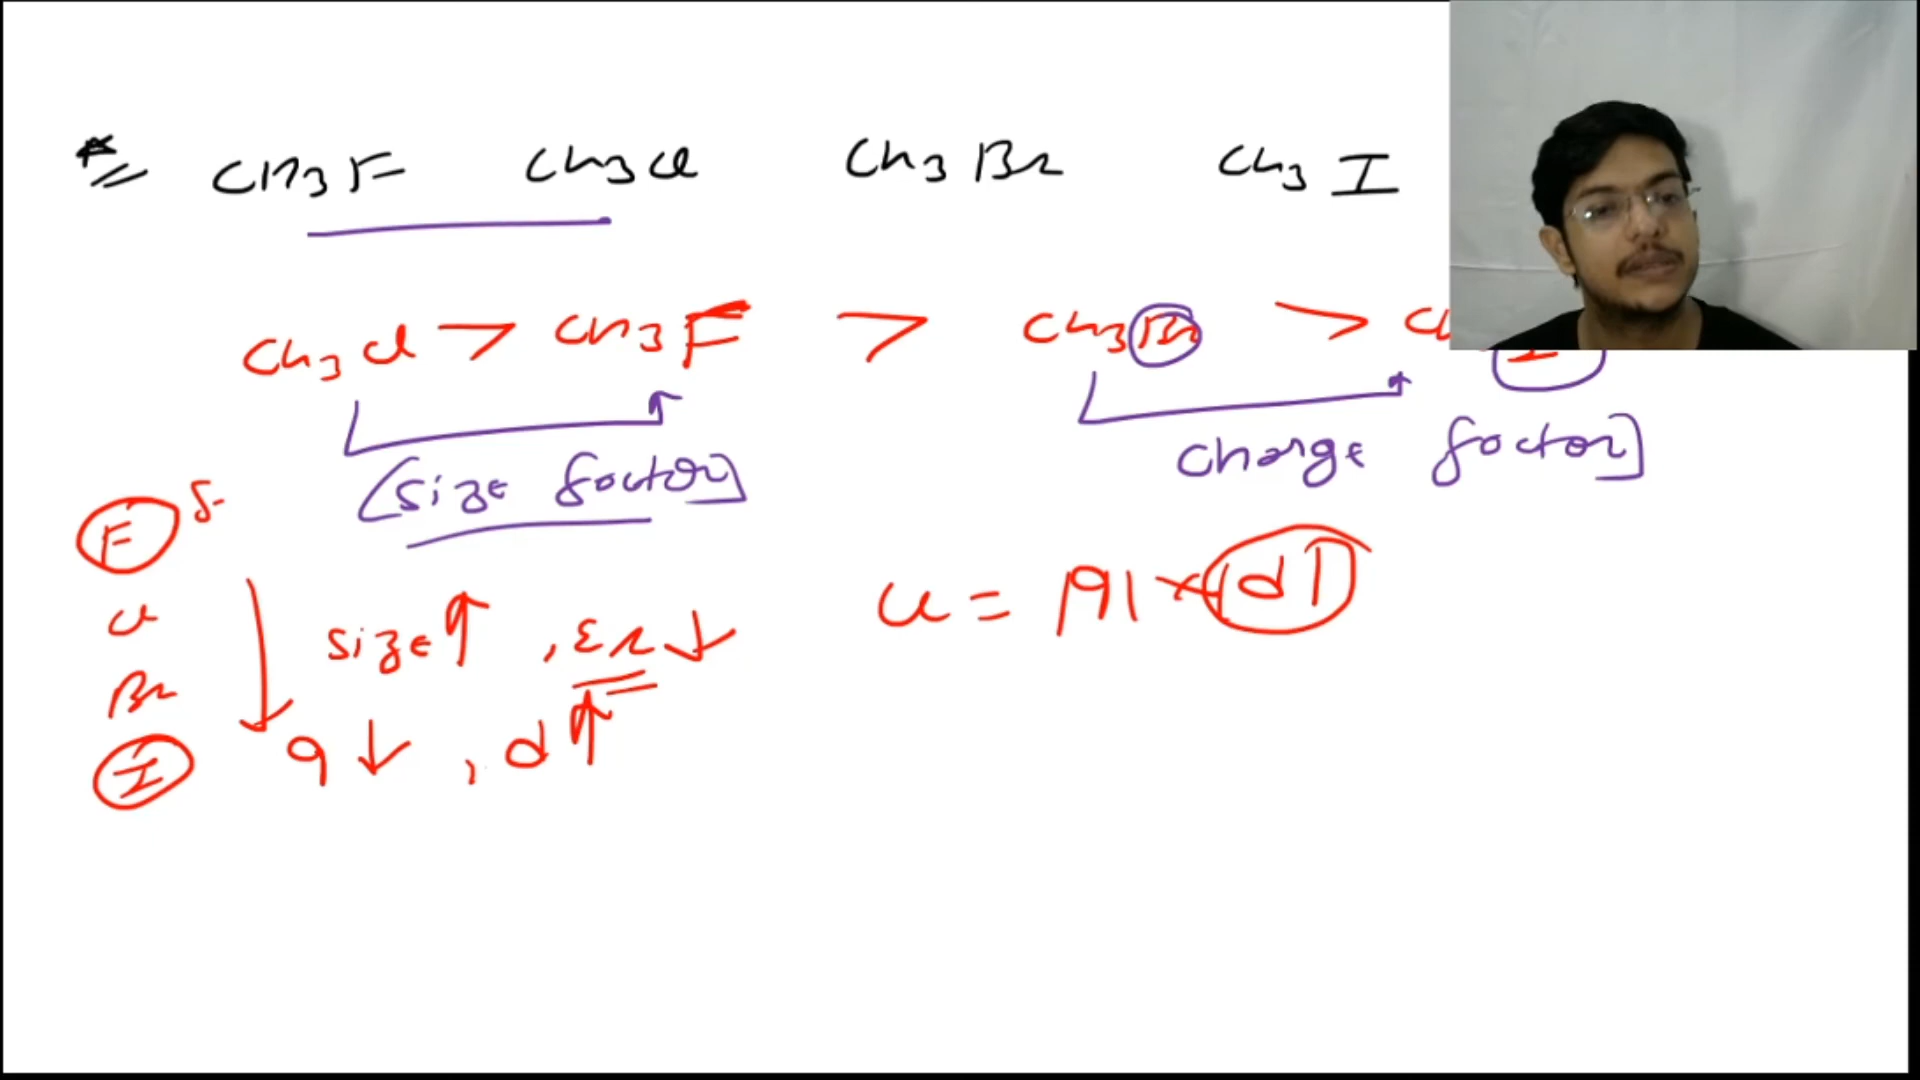 * CH3F CH3Cl CH3Br CH3I
CH3Cl > CH3F > CH3Br > C
[size factor]
charge factor]
F δ-
Cl
Br
I
size↑, EN↓
q↓, d↑
u = |q| × |d|